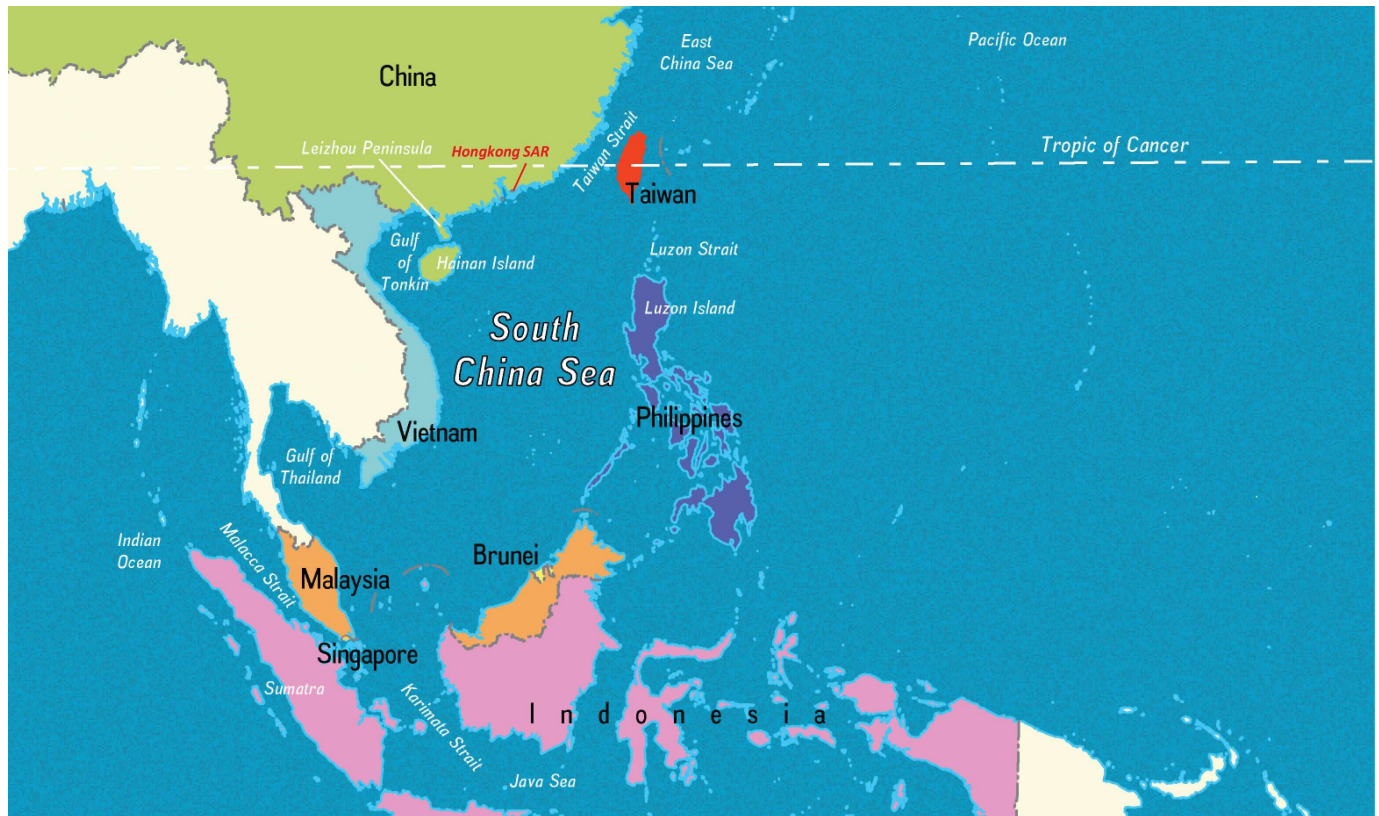 East
China Sea
Pacific Ocean
China
Taiwan Strait
Leizhou Peninsula
Hongkong SAR
Tropic of Cancer
Taiwan
Gulf
of
Tonkin
Hainan Island
Luzon Strait
Luzon Island
South
China Sea
Philippines
Vietnam
Gulf of
Thailand
Indian
Ocean
Malacca Strait
Malaysia
Brunei
Singapore
Sumatra
Karimata Strait
Indonesia
Java Sea